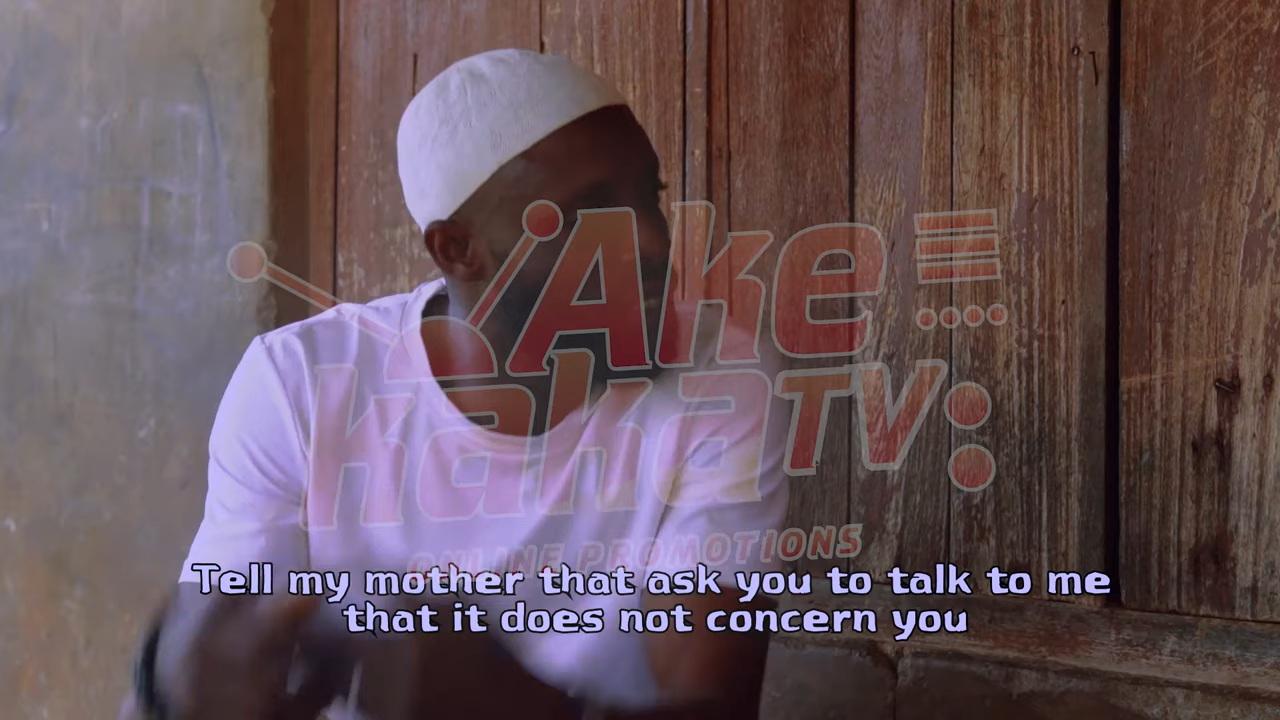 Ake
kaka TV
ONLINE PROMOTIONS
Tell my mother that ask you to talk to me
that it does not concern you